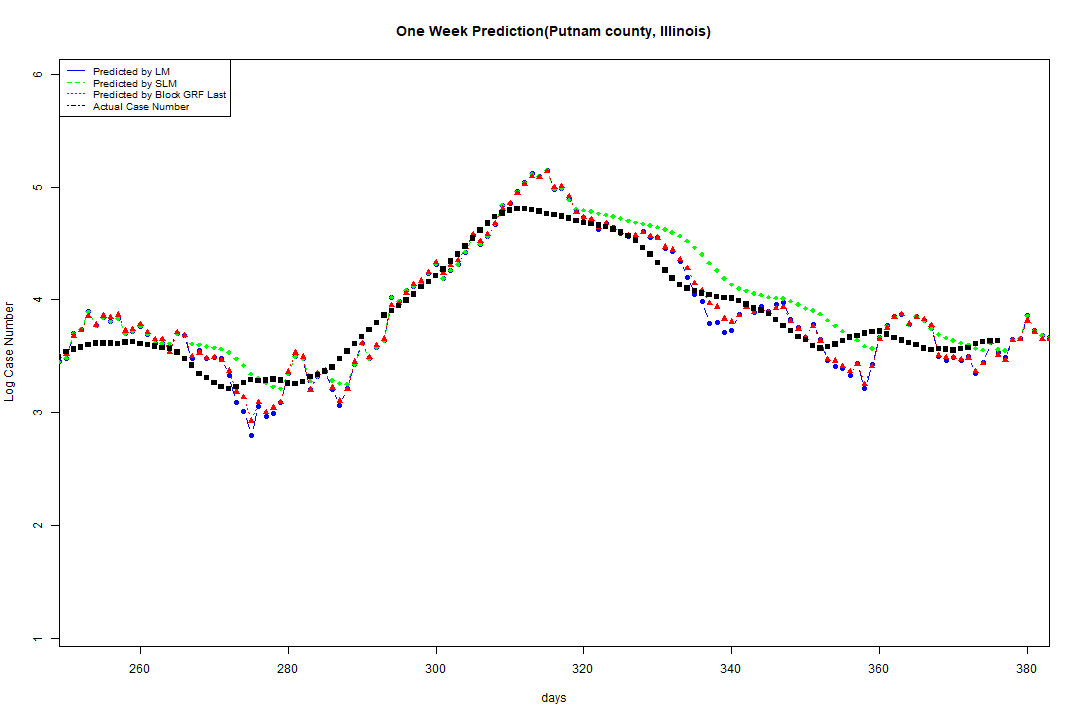 One Week Prediction(Putnam county, Illinois)
Predicted by LM
Predicted by SLM
Predicted by Block GRF Last
Actual Case Number
6
5
4
3
2
1
Log Case Number
260 280 300 320 340 360 380
days